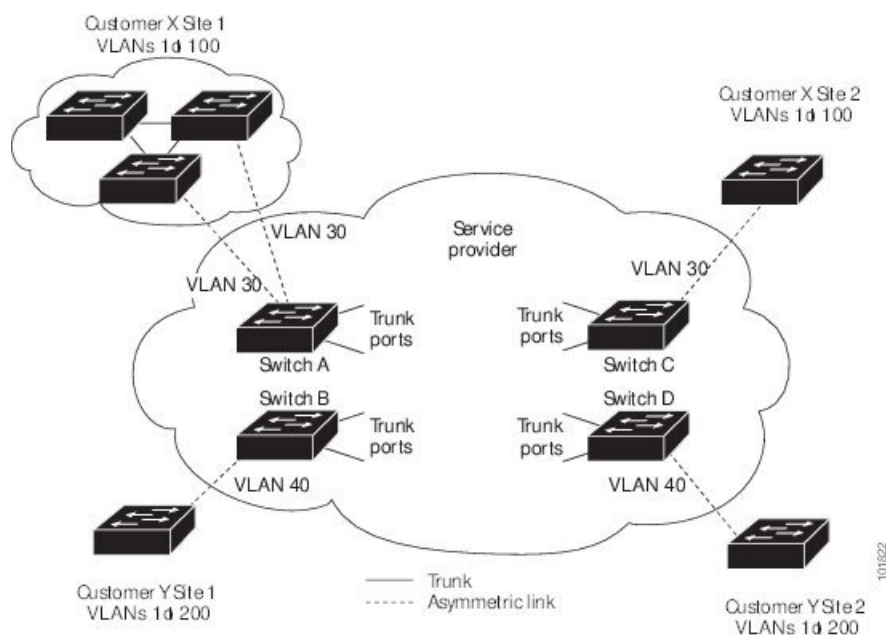 Customer X Site 1
VLANs 1 to 100
Customer X Site 2
VLANs 1 to 100
VLAN 30
Service
provider
VLAN 30
VLAN 30
Trunk
ports
Trunk
ports
Switch A
Switch C
Switch B
Switch D
Trunk
ports
Trunk
ports
VLAN 40
VLAN 40
Customer Y Site 1
VLANs 1 to 200
Trunk
Asymmetric link
Customer Y Site 2
VLANs 1 to 200
101822